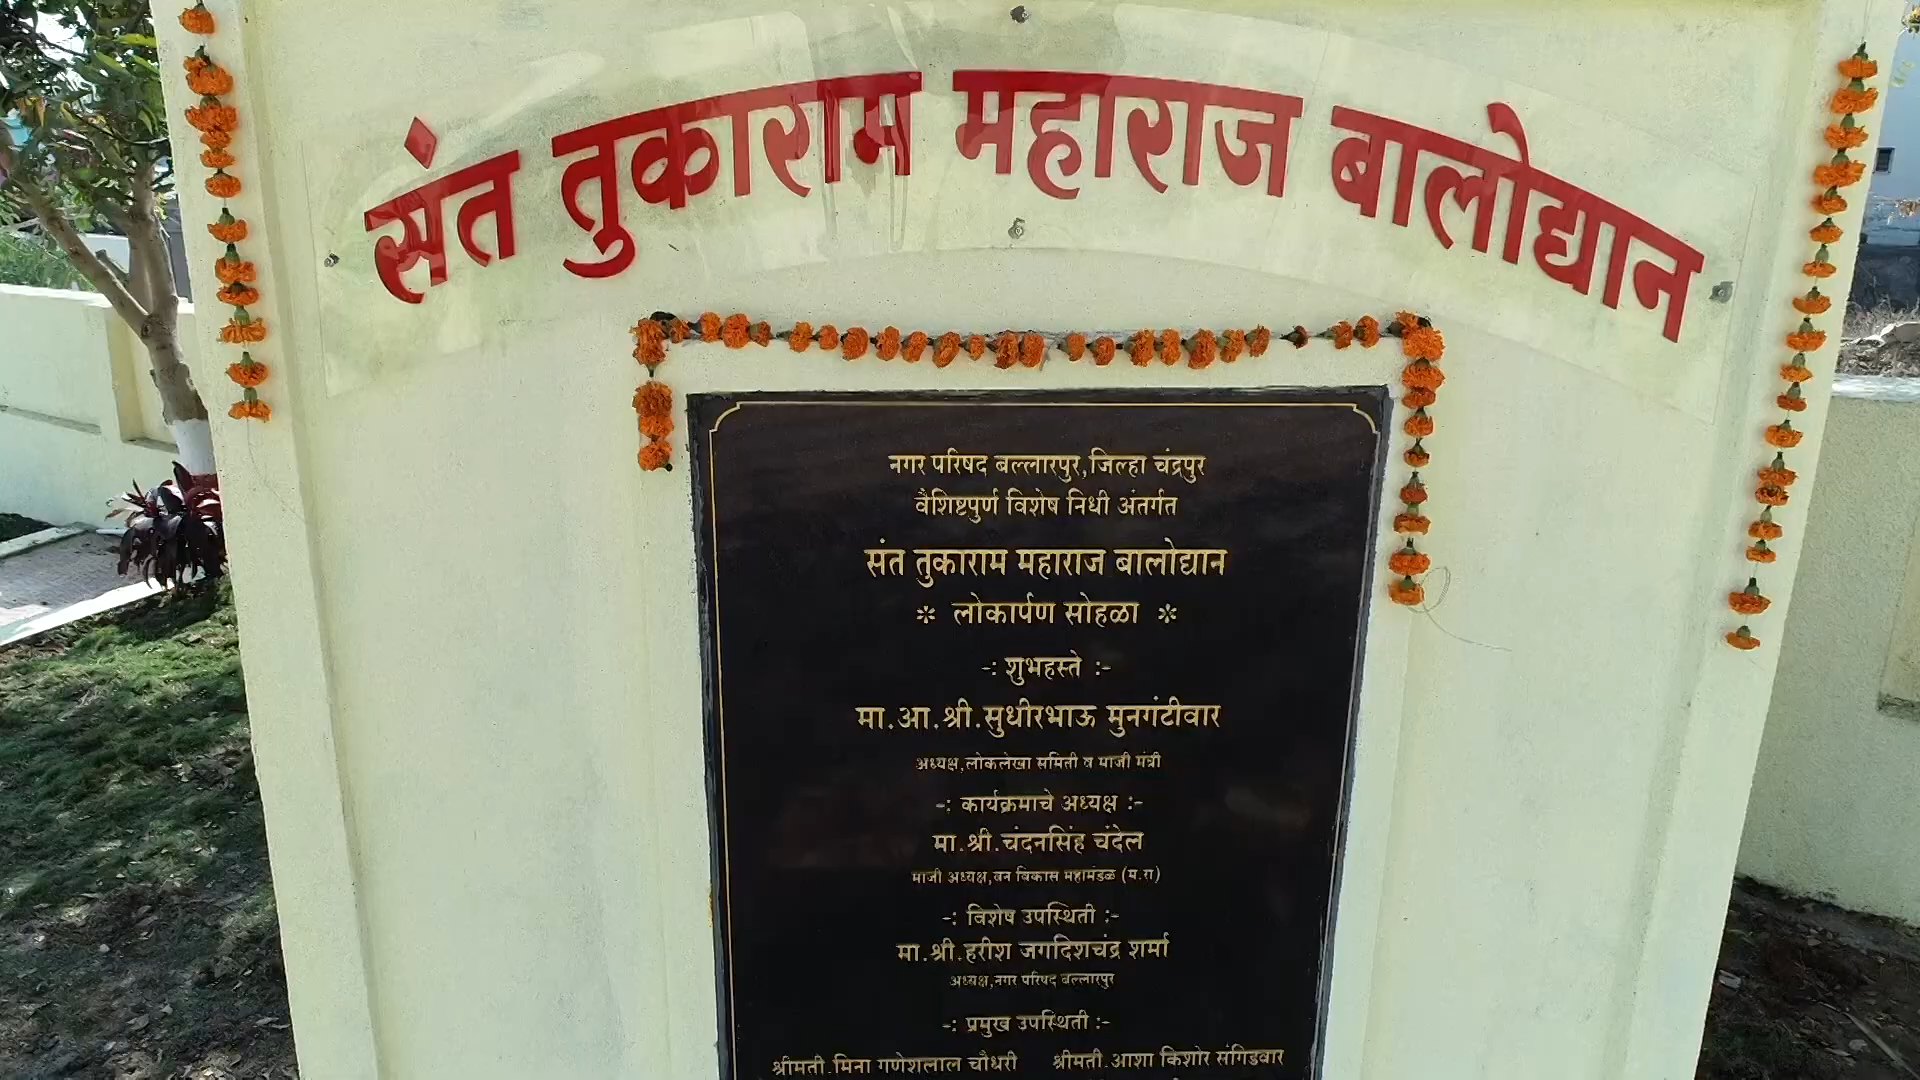 संत तुकाराम महाराज बालोद्यान
नगर परिषद बल्लारपुर,जिल्हा चंद्रपुर
वैशिष्टपुर्ण विशेष निधी अंतर्गत
संत तुकाराम महाराज बालोद्यान
✲ लोकार्पण सोहळा ✲
-: शुभहस्ते :-
मा.आ.श्री.सुधीरभाऊ मुनगंटीवार
अध्यक्ष,लोकलेखा समिती व माजी मंत्री
-: कार्यक्रमाचे अध्यक्ष :-
मा.श्री.चंदनसिंह चंदेल
माजी अध्यक्ष,वन विकास महामंडळ (म.रा)
-: विशेष उपस्थिती :-
मा.श्री.हरीश जगदिशचंद्र शर्मा
अध्यक्ष,नगर परिषद बल्लारपुर
-: प्रमुख उपस्थिती :-
श्रीमती.मिना गणेशलाल चौधरी श्रीमती.आशा किशोर संगिडवार